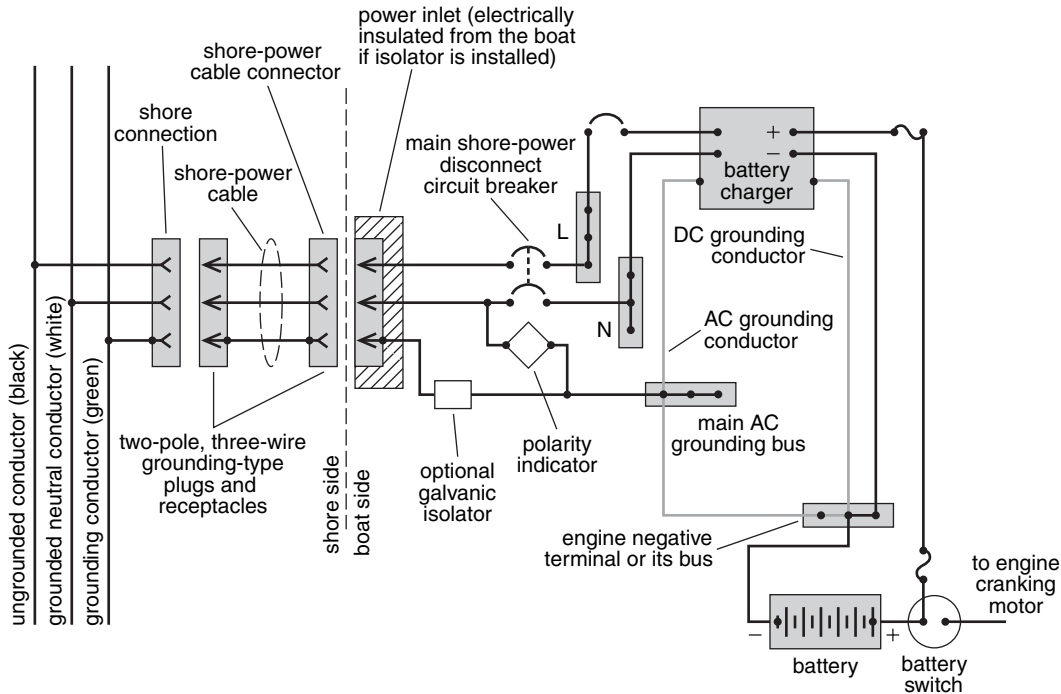 power inlet (electrically
insulated from the boat
if isolator is installed)
shore-power
cable connector
shore
connection
shore-power
cable
main shore-power
disconnect
circuit breaker
+
−
battery
charger
L
N
DC grounding
conductor
AC grounding
conductor
main AC
grounding bus
polarity
indicator
optional
galvanic
isolator
two-pole, three-wire
grounding-type
plugs and
receptacles
ungrounded conductor (black)
grounded neutral conductor (white)
grounding conductor (green)
shore side
boat side
engine negative
terminal or its bus
to engine
cranking
motor
−
+
battery
battery
switch